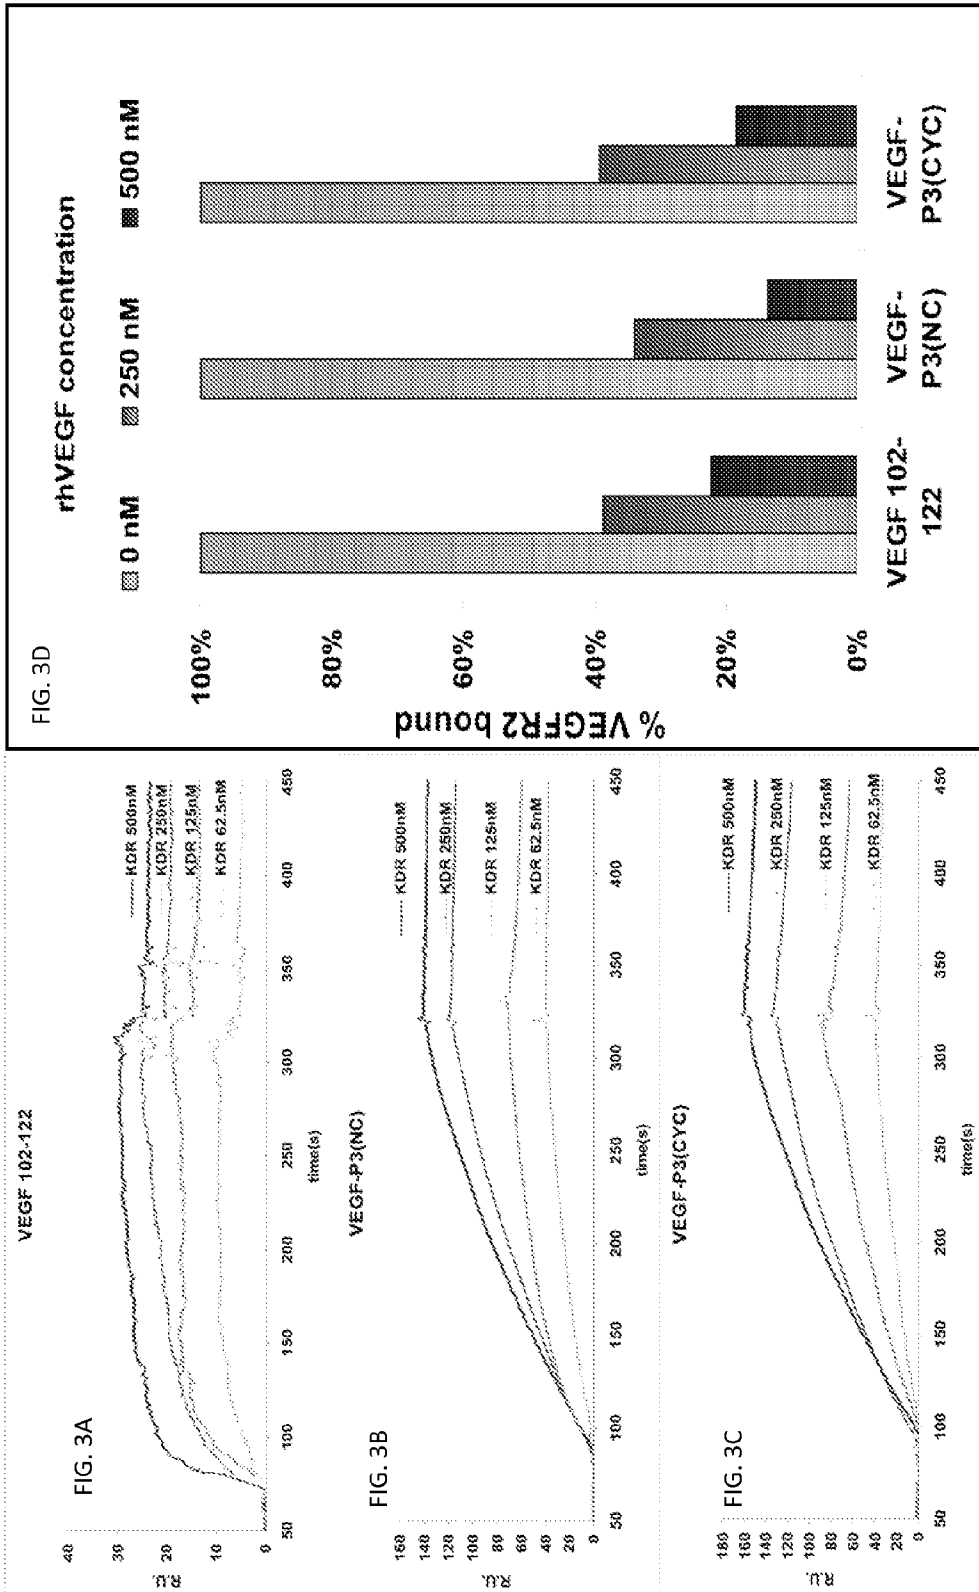 VEGF 102-122
FIG. 3A
R.U.
40
30
20
10
0
50
100
150
200
250
300
350
400
450
time(s)
KDR 500nM
KDR 250nM
KDR 125nM
KDR 62.5nM
VEGF-P3(NC)
FIG. 3B
R.U.
160
140
120
100
80
60
40
20
0
50
100
150
200
250
300
350
400
450
time(s)
KDR 500nM
KDR 250nM
KDR 125nM
KDR 62.5nM
VEGF-P3(CYC)
FIG. 3C
R.U.
180
160
140
120
100
80
60
40
20
0
50
100
150
200
250
300
350
400
450
time(s)
KDR 500nM
KDR 250nM
KDR 125nM
KDR 62.5nM
FIG. 3D
rhVEGF concentration
0 nM 250 nM 500 nM
% VEGFR2 bound
100%
80%
60%
40%
20%
0%
VEGF 102-
122
VEGF-
P3(NC)
VEGF-
P3(CYC)